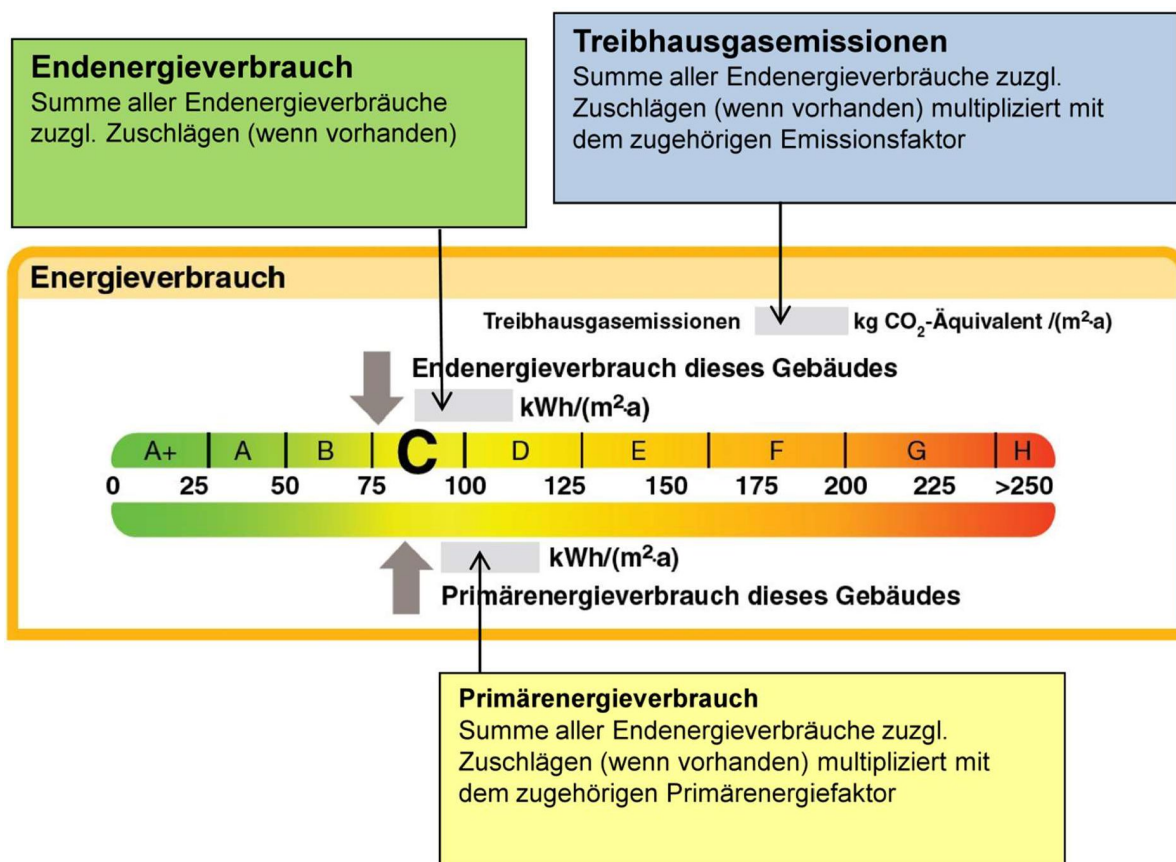 Endenergieverbrauch
Summe aller Endenergieverbräuche
zuzgl. Zuschlägen (wenn vorhanden)
Treibhausgasemissionen
Summe aller Endenergieverbräuche zuzgl.
Zuschlägen (wenn vorhanden) multipliziert mit
dem zugehörigen Emissionsfaktor
Energieverbrauch
Treibhausgasemissionen kg CO₂-Äquivalent /(m²·a)
Endenergieverbrauch dieses Gebäudes
kWh/(m²·a)
A+ A B C D E F G H
0 25 50 75 100 125 150 175 200 225 >250
kWh/(m²·a)
Primärenergieverbrauch dieses Gebäudes
Primärenergieverbrauch
Summe aller Endenergieverbräuche zuzgl.
Zuschlägen (wenn vorhanden) multipliziert mit
dem zugehörigen Primärenergiefaktor